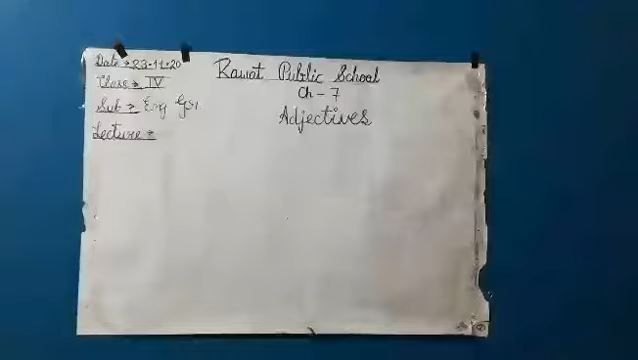 Date → 23-11-20
Rawat Public School
Class → IV
Ch - 7
Sub → Eng Gr.
Adjectives
Lecture →